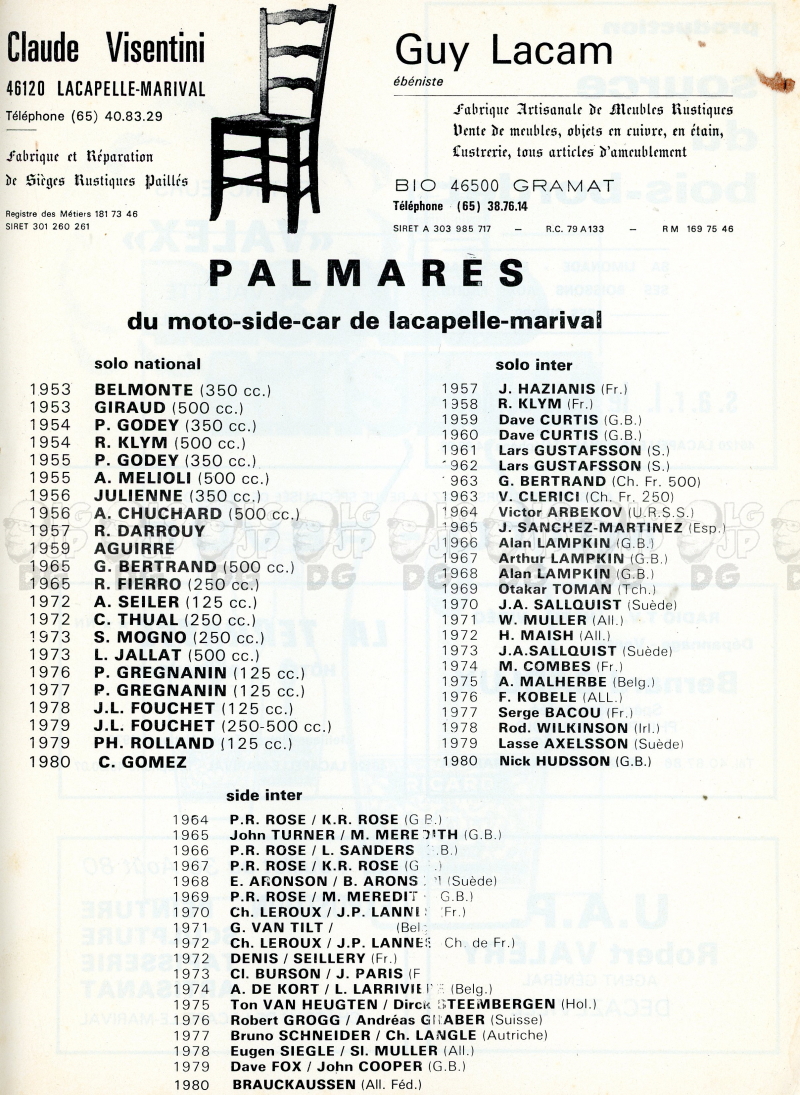 Claude Visentini
46120 LACAPELLE-MARIVAL
Téléphone (65) 40.83.29
Fabrique et Réparation
de Sièges Rustiques Paillés
Registre des Métiers 181 73 46
SIRET 301 260 261
Guy Lacam
ébéniste
Fabrique Artisanale de Meubles Rustiques
Vente de meubles, objets en cuivre, en étain,
Lustrerie, tous articles d'ameublement
BIO 46500 GRAMAT
Téléphone (65) 38.76.14
SIRET A 303 985 717 — R.C. 79 A 133 — RM 169 75 46
PALMARÈS
du moto-side-car de lacapelle-marival
solo national
1953 BELMONTE (350 cc.)
1953 GIRAUD (500 cc.)
1954 P. GODEY (350 cc.)
1954 R. KLYM (500 cc.)
1955 P. GODEY (350 cc.)
1955 A. MELIOLI (500 cc.)
1956 JULIENNE (350 cc.)
1956 A. CHUCHARD (500 cc.)
1957 R. DARROUY
1959 AGUIRRE
1965 G. BERTRAND (500 cc.)
1965 R. FIERRO (250 cc.)
1972 A. SEILER (125 cc.)
1972 C. THUAL (250 cc.)
1973 S. MOGNO (250 cc.)
1973 L. JALLAT (500 cc.)
1976 P. GREGNANIN (125 cc.)
1977 P. GREGNANIN (125 cc.)
1978 J.L. FOUCHET (125 cc.)
1979 J.L. FOUCHET (250-500 cc.)
1979 PH. ROLLAND (125 cc.)
1980 C. GOMEZ
solo inter
1957 J. HAZIANIS (Fr.)
1958 R. KLYM (Fr.)
1959 Dave CURTIS (G.B.)
1960 Dave CURTIS (G.B.)
1961 Lars GUSTAFSSON (S.)
1962 Lars GUSTAFSSON (S.)
1963 G. BERTRAND (Ch. Fr. 500)
1963 V. CLERICI (Ch. Fr. 250)
1964 Victor ARBEKOV (U.R.S.S.)
1965 J. SANCHEZ-MARTINEZ (Esp.)
1966 Alan LAMPKIN (G.B.)
1967 Arthur LAMPKIN (G.B.)
1968 Alan LAMPKIN (G.B.)
1969 Otakar TOMAN (Tch.)
1970 J.A. SALLQUIST (Suède)
1971 W. MULLER (All.)
1972 H. MAISH (All.)
1973 J.A.SALLQUIST (Suède)
1974 M. COMBES (Fr.)
1975 A. MALHERBE (Belg.)
1976 F. KOBELE (ALL.)
1977 Serge BACOU (Fr.)
1978 Rod. WILKINSON (Irl.)
1979 Lasse AXELSSON (Suède)
1980 Nick HUDSSON (G.B.)
side inter
1964 P.R. ROSE / K.R. ROSE (G.B.)
1965 John TURNER / M. MEREDITH (G.B.)
1966 P.R. ROSE / L. SANDERS (G.B.)
1967 P.R. ROSE / K.R. ROSE (G.B.)
1968 E. ARONSON / B. ARONSON (Suède)
1969 P.R. ROSE / M. MEREDITH (G.B.)
1970 Ch. LEROUX / J.P. LANNES (Fr.)
1971 G. VAN TILT / (Bel
1972 Ch. LEROUX / J.P. LANNES (Ch. de Fr.)
1972 DENIS / SEILLERY (Fr.)
1973 Cl. BURSON / J. PARIS (F
1974 A. DE KORT / L. LARRIVIERE (Belg.)
1975 Ton VAN HEUGTEN / Dirck STEEMBERGEN (Hol.)
1976 Robert GROGG / Andréas GRABER (Suisse)
1977 Bruno SCHNEIDER / Ch. LANGLE (Autriche)
1978 Eugen SIEGLE / Sl. MULLER (All.)
1979 Dave FOX / John COOPER (G.B.)
1980 BRAUCKAUSSEN (All. Féd.)